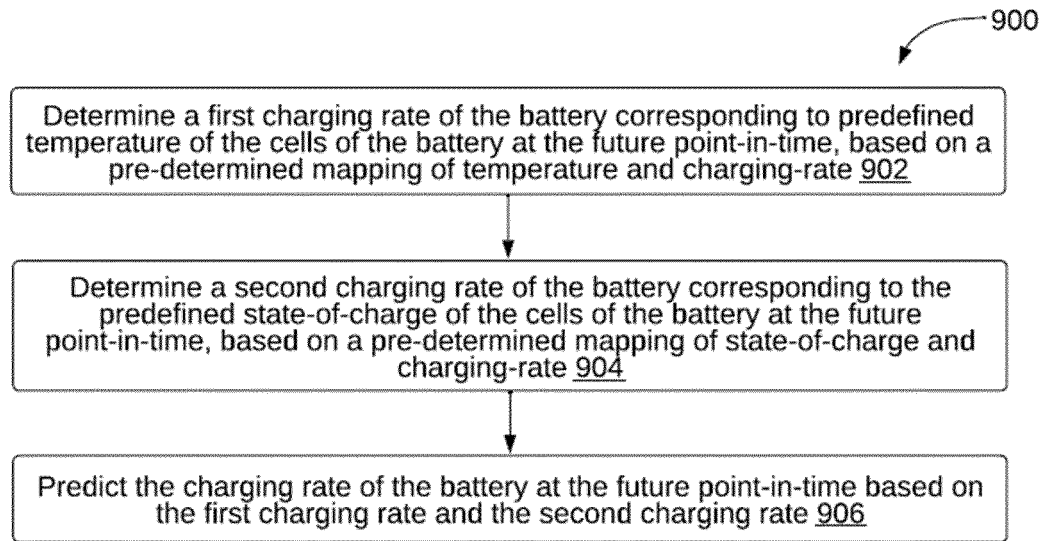 900
Determine a first charging rate of the battery corresponding to predefined
temperature of the cells of the battery at the future point-in-time, based on a
pre-determined mapping of temperature and charging-rate 902
Determine a second charging rate of the battery corresponding to the
predefined state-of-charge of the cells of the battery at the future
point-in-time, based on a pre-determined mapping of state-of-charge and
charging-rate 904
Predict the charging rate of the battery at the future point-in-time based on
the first charging rate and the second charging rate 906